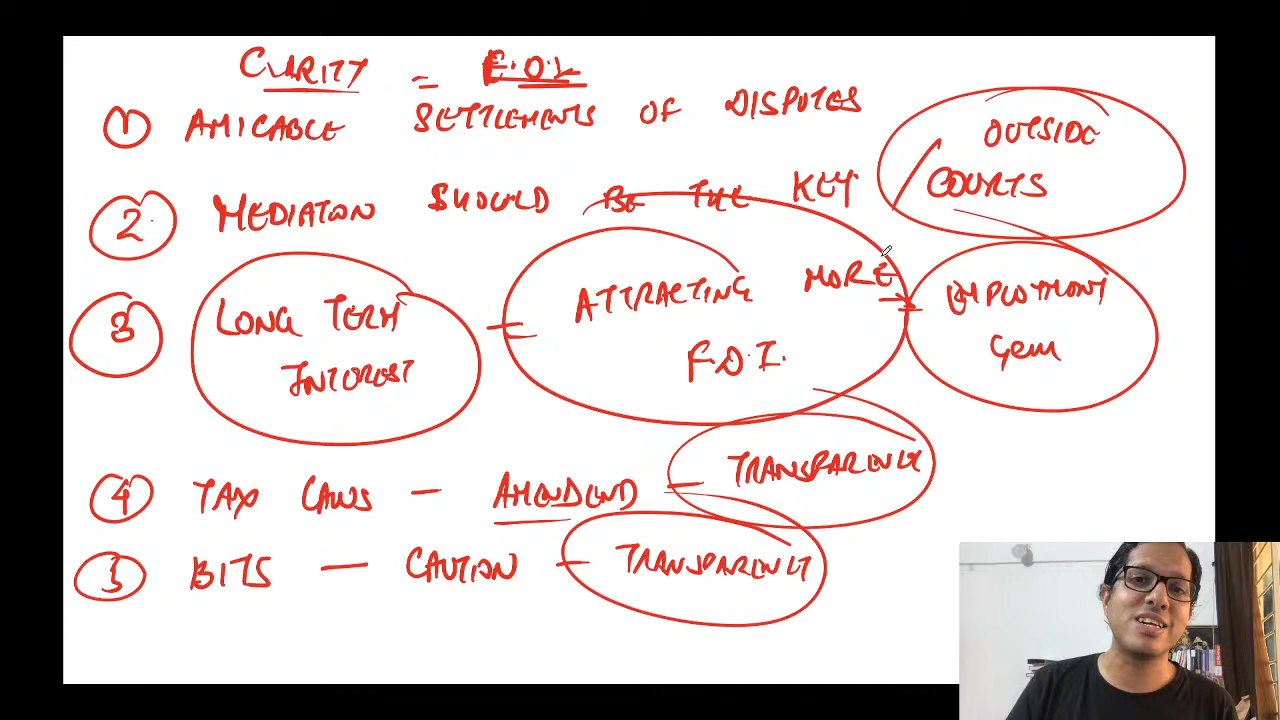 CLARITY =
① AMICABLE SETTLEMENTS OF DISPUTES OUTSIDE
COURTS
② MEDIATION SHOULD BE THE KEY
③ LONG TERM INTEREST — ATTRACTING MORE F.D.I. → EMPLOYMENT Gen
④ TAX LAWS — AMENDEND — TRANSPARENCY
⑤ BITS — CAUTION — TRANSPARENCY